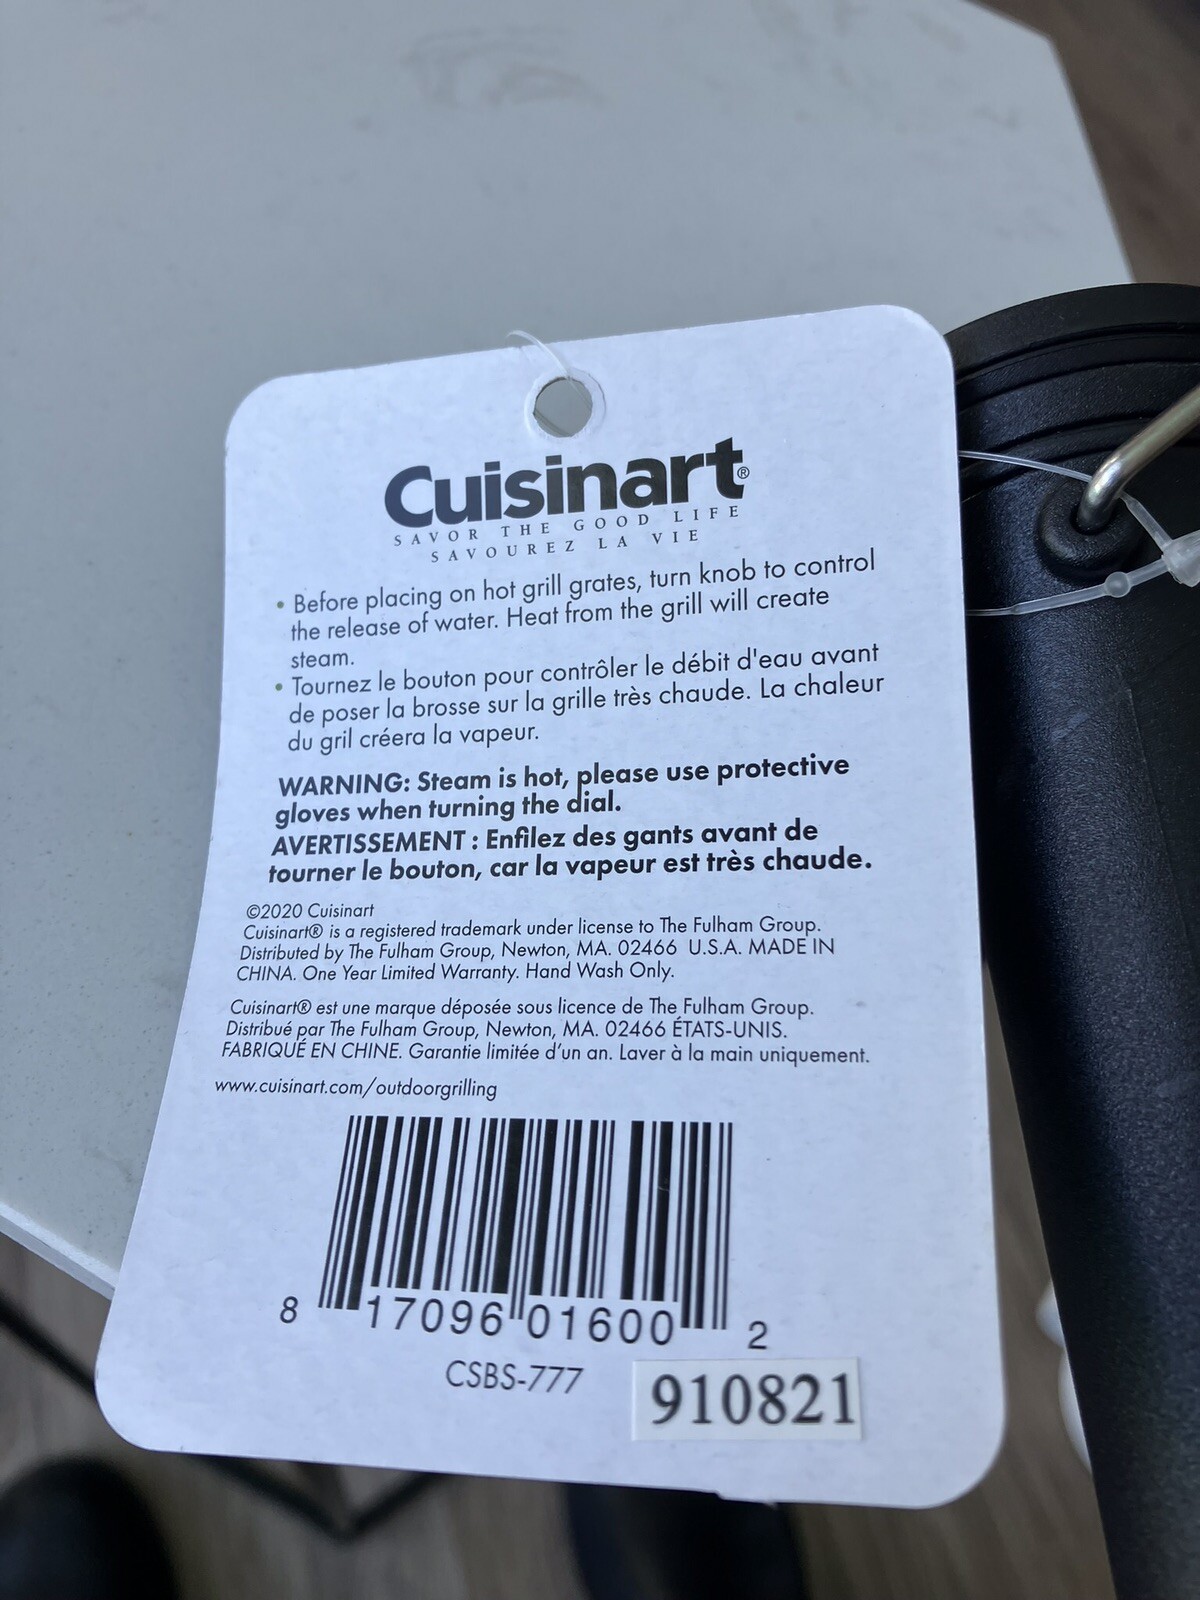 Cuisinart®
SAVOR THE GOOD LIFE
SAVOUREZ LA VIE
• Before placing on hot grill grates, turn knob to control
the release of water. Heat from the grill will create
steam.
• Tournez le bouton pour contrôler le débit d'eau avant
de poser la brosse sur la grille très chaude. La chaleur
du gril créera la vapeur.
WARNING: Steam is hot, please use protective
gloves when turning the dial.
AVERTISSEMENT : Enfilez des gants avant de
tourner le bouton, car la vapeur est très chaude.
©2020 Cuisinart
Cuisinart® is a registered trademark under license to The Fulham Group.
Distributed by The Fulham Group, Newton, MA. 02466 U.S.A. MADE IN
CHINA. One Year Limited Warranty. Hand Wash Only.
Cuisinart® est une marque déposée sous licence de The Fulham Group.
Distribué par The Fulham Group, Newton, MA. 02466 ÉTATS-UNIS.
FABRIQUÉ EN CHINE. Garantie limitée d'un an. Laver à la main uniquement.
www.cuisinart.com/outdoorgrilling
8 17096 01600 2
CSBS-777
910821